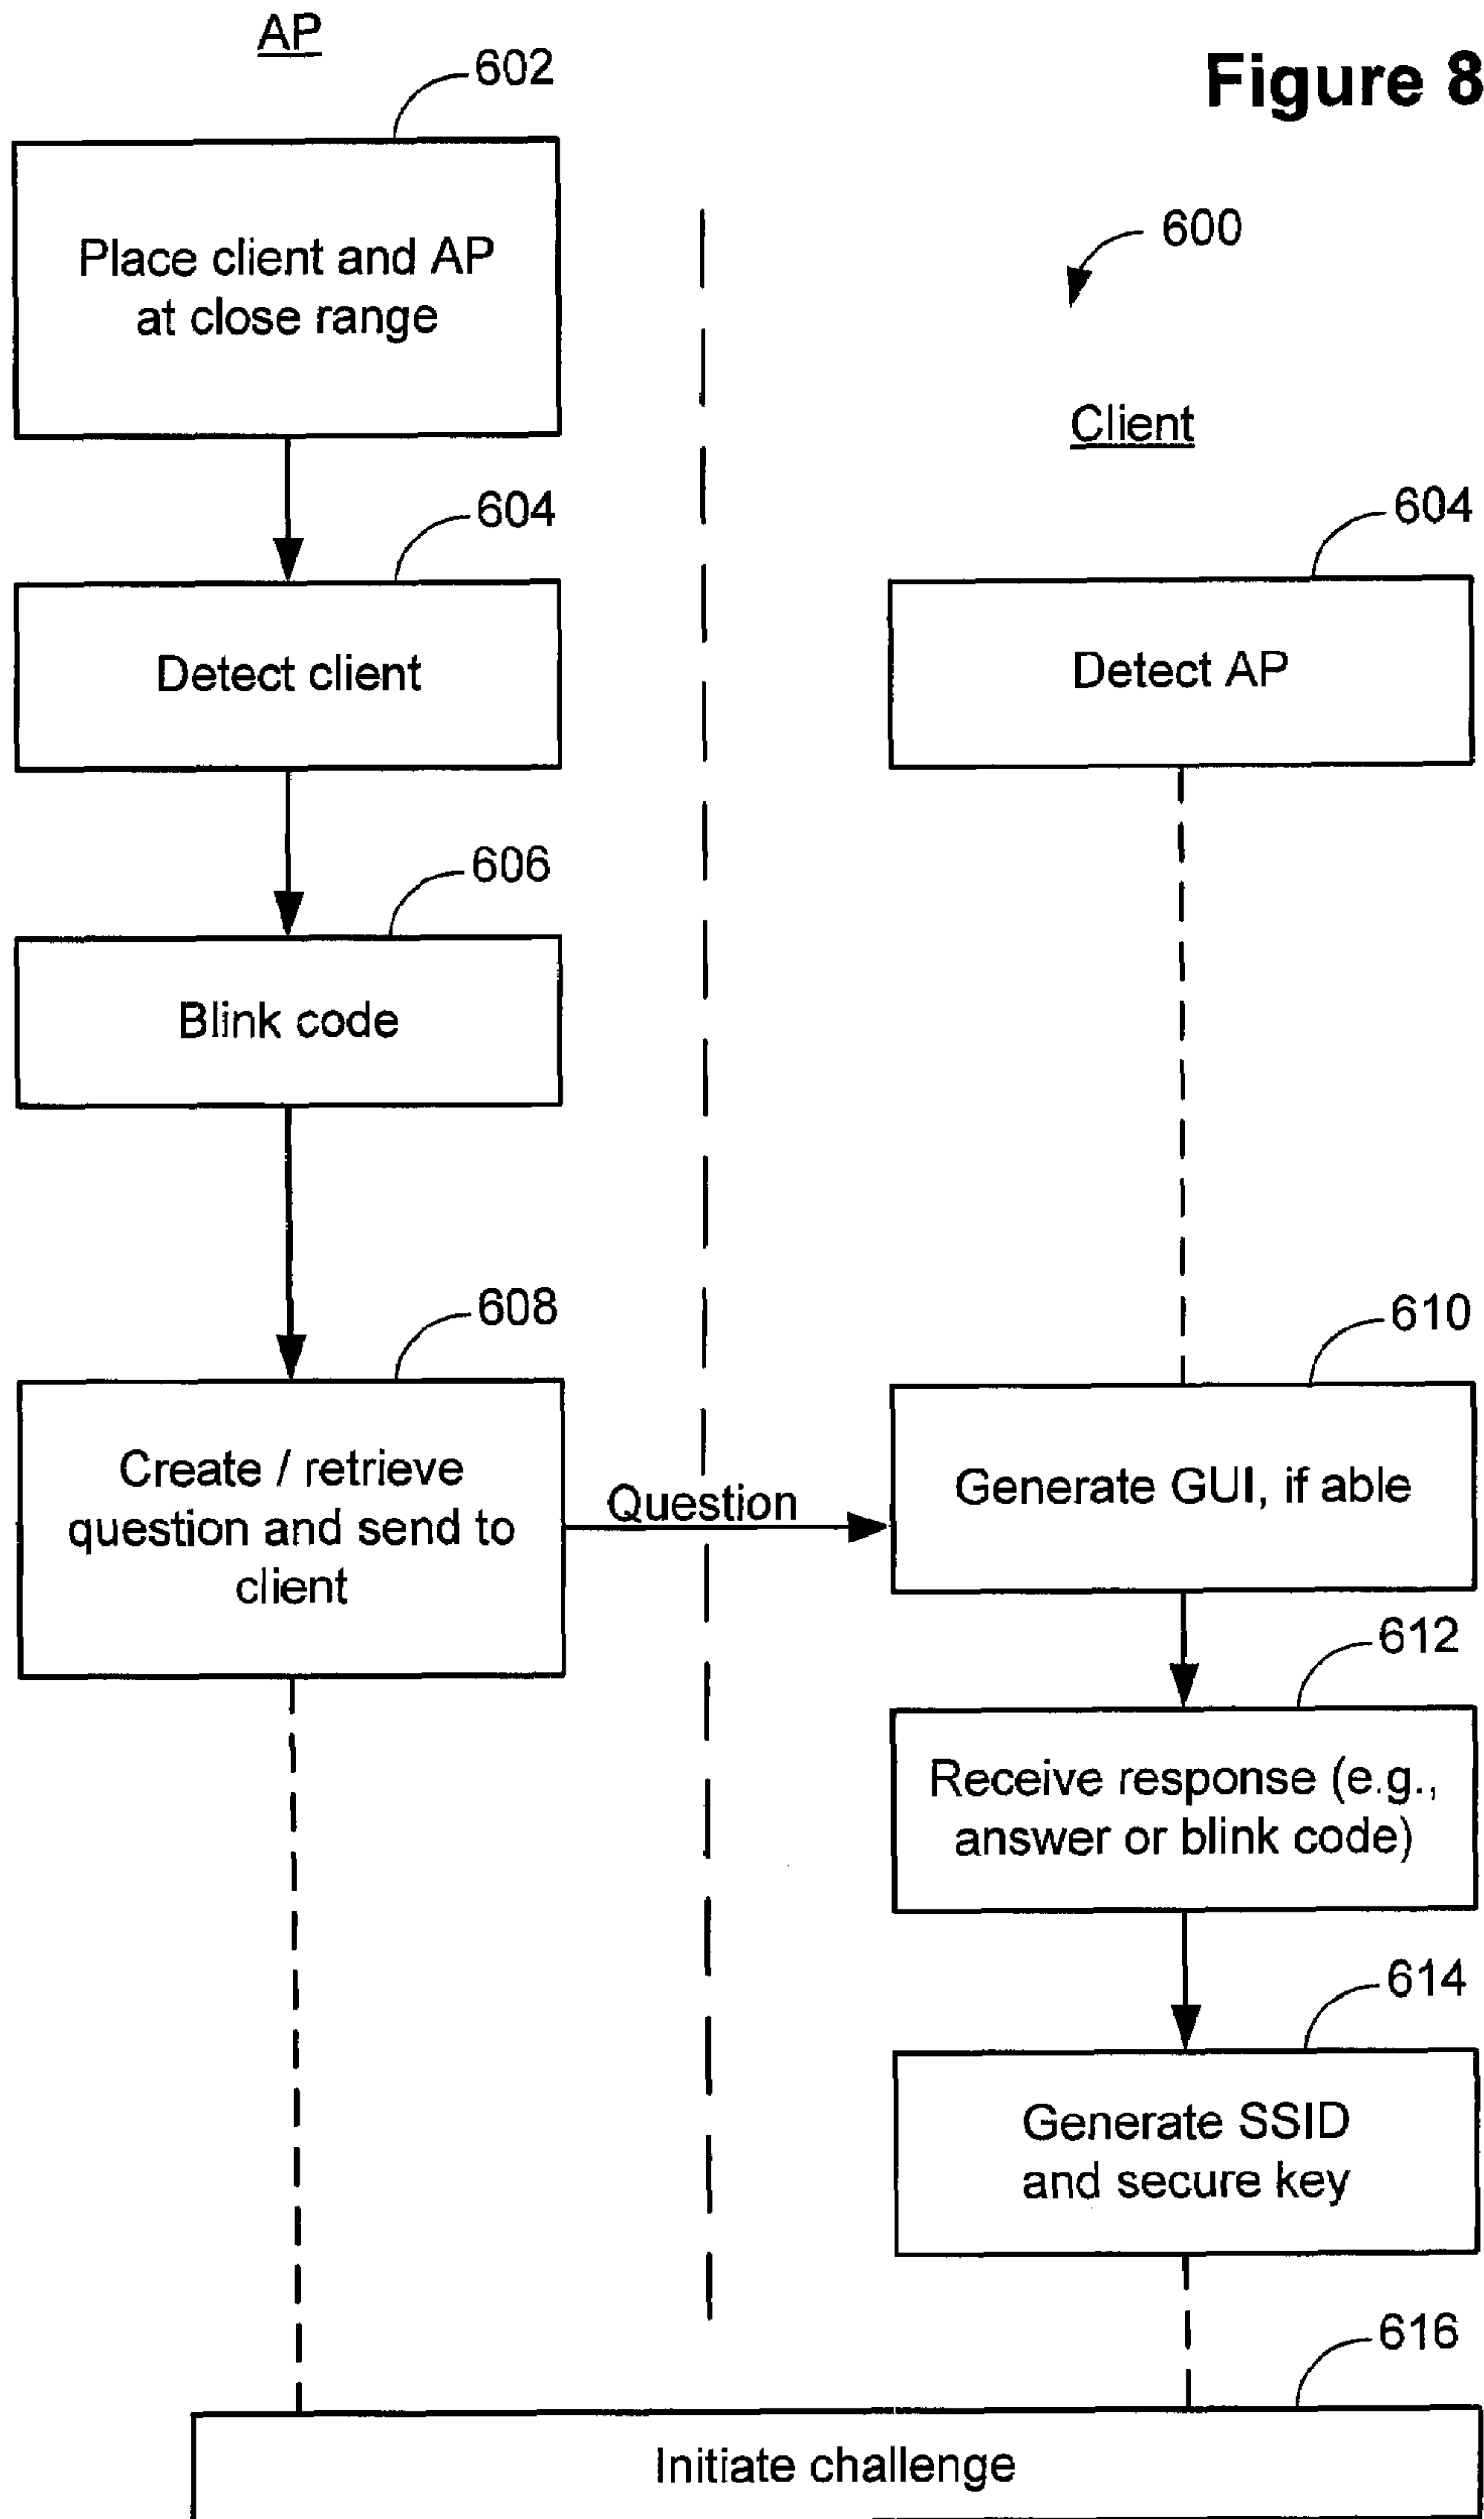 AP
Figure 8
602
Place client and AP
at close range
600
Client
604
Detect client
604
Detect AP
606
Blink code
608
Create / retrieve
question and send to
client
Question
610
Generate GUI, if able
612
Receive response (e.g.,
answer or blink code)
614
Generate SSID
and secure key
616
Initiate challenge